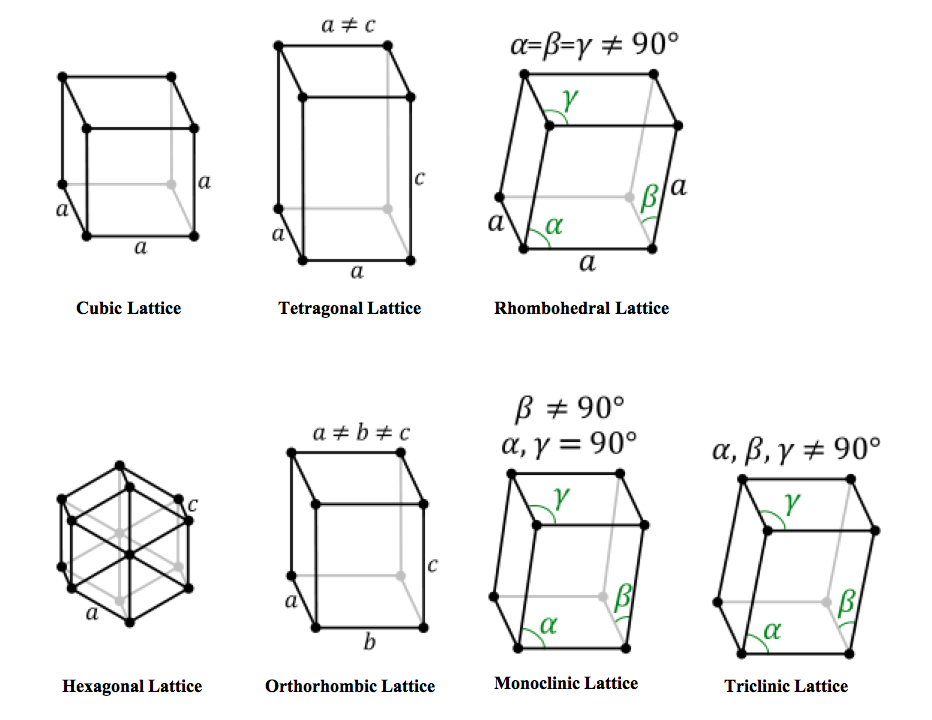 a
a
a
Cubic Lattice
a ≠ c
c
a
a
Tetragonal Lattice
α=β=γ ≠ 90°
γ
β
a
a
α
a
Rhombohedral Lattice
c
a
Hexagonal Lattice
a ≠ b ≠ c
c
a
b
Orthorhombic Lattice
β ≠ 90°
α, γ = 90°
γ
β
α
Monoclinic Lattice
α, β, γ ≠ 90°
γ
β
α
Triclinic Lattice